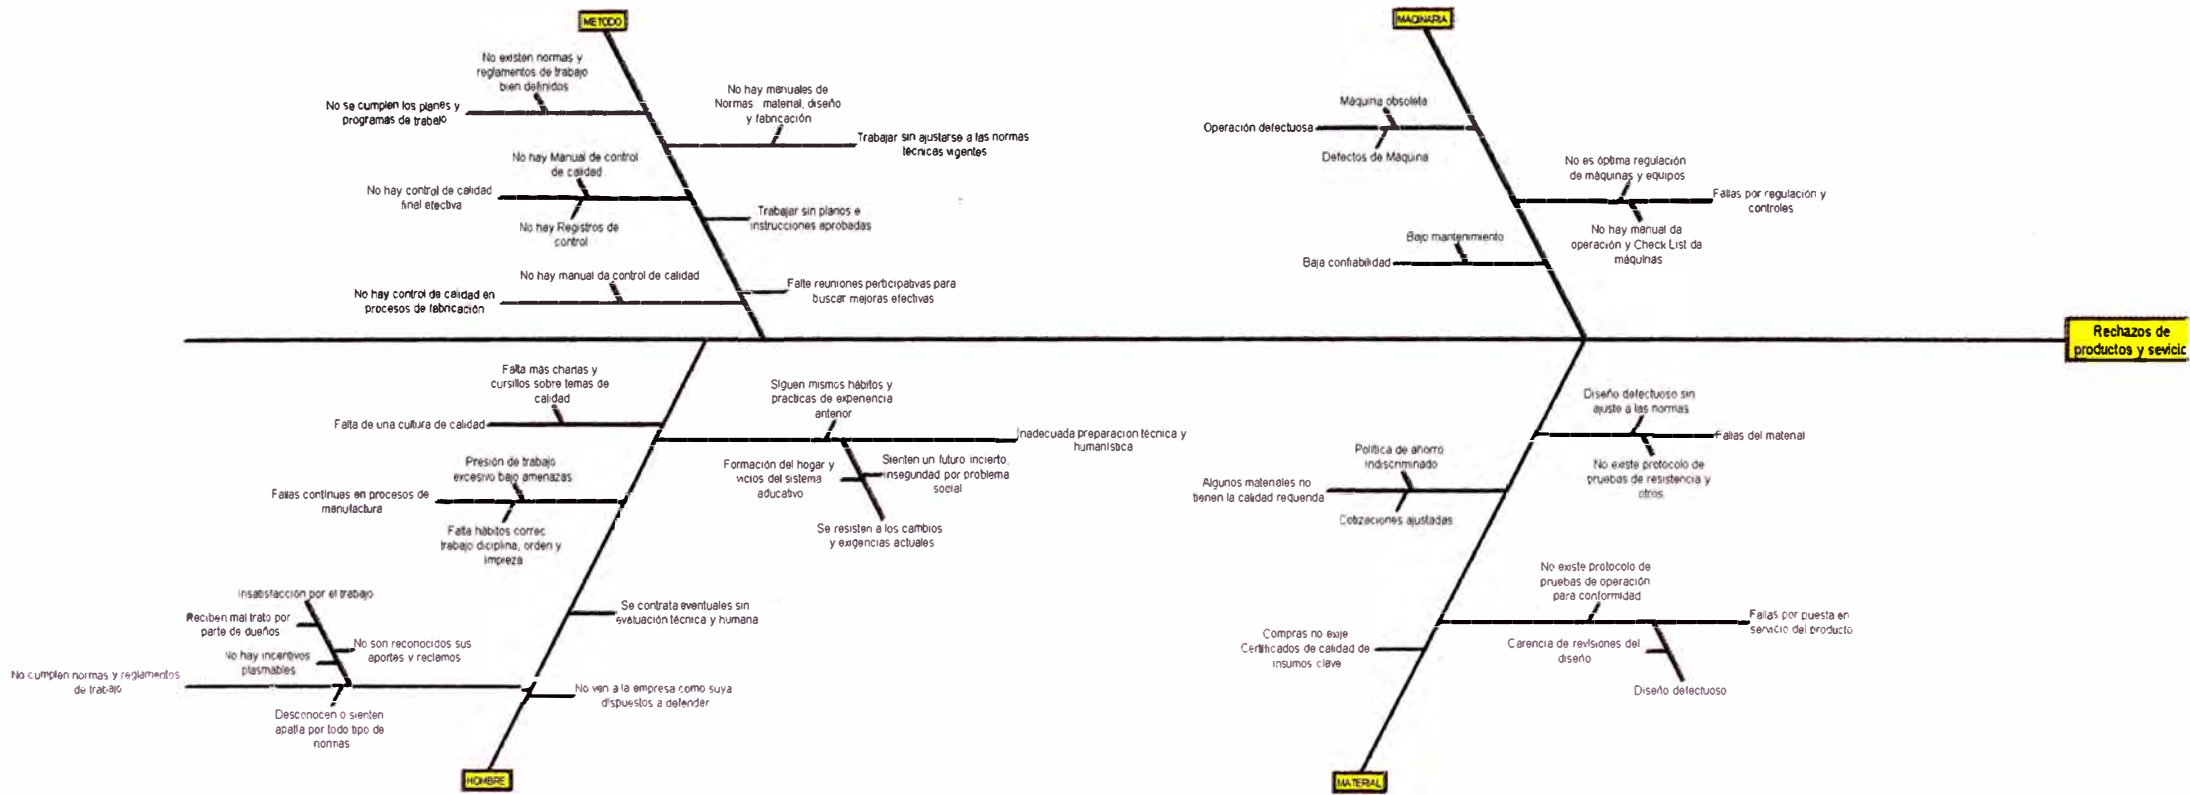 METODO
No existen normas y
reglamentos de trabajo
bien definidos
No se cumplen los planes y
programas de trabalo
No hay manuales de
Normas material, diseño
y fabricación
Trabajar sin ajustarse a las normas
técnicas vigentes
No hay Manual de control
de calidad
No hay control de calidad
final efectiva
No hay Registros de
control
Trabajar sin planos e
instrucciones aprobadas
No hay manual da control de calidad
No hay control de calidad en
procesos de fabricación
Falte reuniones perticipativas para
buscar mejoras efectivas
MAQINARIA
Máquina obsoleta
Operación defectuosa
Defectos de Máquina
No es óptima regulación
de máquinas y equipos
Fallas por regulación y
controles
No hay manual da
operación y Check List da
máquinas
Bajo mantenimiento
Baja confiabilidad
Rechazos de
productos y sevicic
Falta más charlas y
cursillos sobre temas de
calidad
Falta de una cultura de calidad
Siguen mismos hábitos y
practicas de experiencia
anterior
Inadecuada preparación técnica y
humanística
Formación del hogar y
vicios del sistema
aducativo
Sienten un futuro incierto,
inseguridad por problema
social
Se resisten a los cambios
y exigencias actuales
Presión de trabajo
excesivo bajo amenazas
Fallas continuas en procesos de
manufactura
Falta hábitos correc
trabajo diciplina, orden y
impieza
Se contrata eventuales sin
evaluación técnica y humana
Insatisfacción por el trabajo
Reciben mal trato por
parte de dueños
No son reconocidos sus
aportes y reclamos
No hay incentivos
plasmables
No cumplen normas y reglamentos
de trabajo
Desconocen o sienten
apatía por todo tipo de
normas
No ven a la empresa como suya
dispuestos a defender
HOMBRE
Diseño defectuoso sin
ajuste a las normas
Fallas del material
No existe protocolo de
pruebas de resistencia y
otros
Política de ahorro
indiscriminado
Algunos materiales no
tienen la calidad requerida
Cotizaciones ajustadas
No existe protocolo de
pruebas de operación
para conformidad
Fallas por puesta en
servicio del producto
Carencia de revisiones del
diseño
Diseño defectuoso
Compras no exije
Certificados de calidad de
insumos clave
MATERIAL